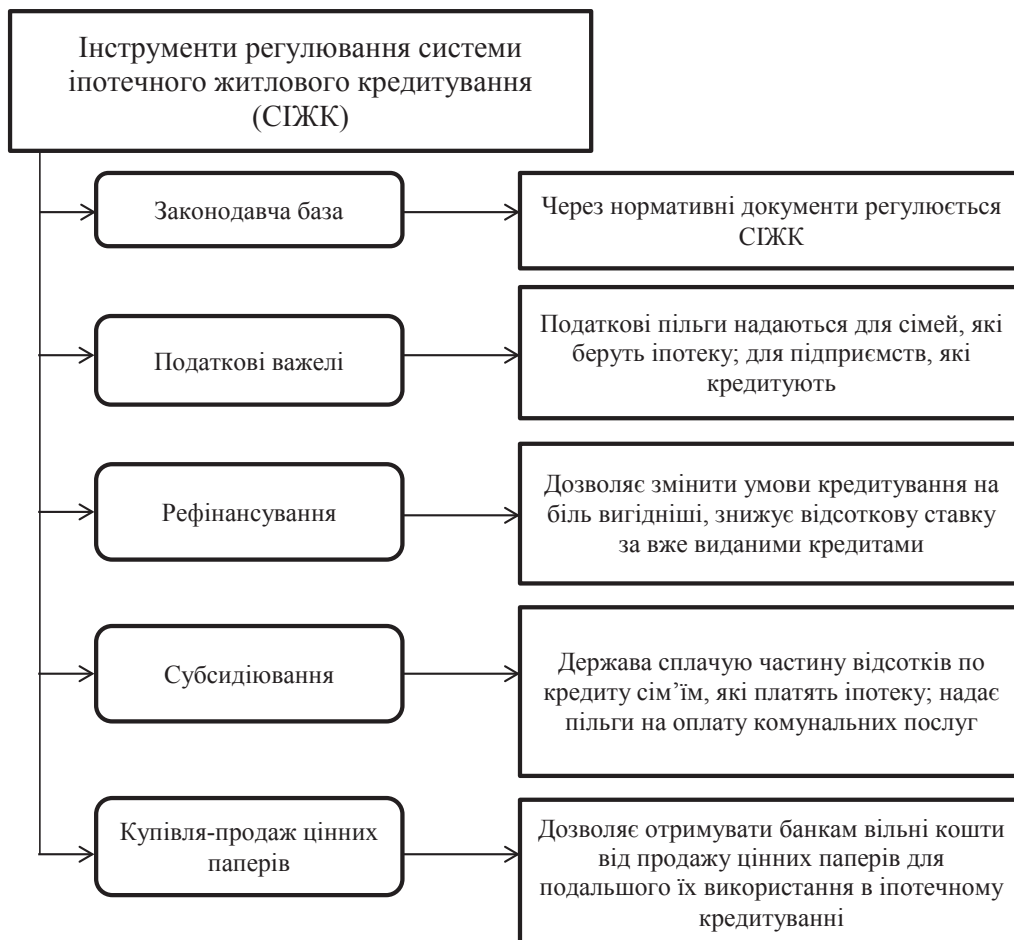 Інструменти регулювання системи
іпотечного житлового кредитування
(СІЖК)
Законодавча база
Через нормативні документи регулюється
СІЖК
Податкові важелі
Податкові пільги надаються для сімей, які
беруть іпотеку; для підприємств, які
кредитують
Рефінансування
Дозволяє змінити умови кредитування на
біль вигідніші, знижує відсоткову ставку
за вже виданими кредитами
Субсидіювання
Держава сплачую частину відсотків по
кредиту сім’їм, які платять іпотеку; надає
пільги на оплату комунальних послуг
Купівля-продаж цінних
паперів
Дозволяє отримувати банкам вільні кошти
від продажу цінних паперів для
подальшого їх використання в іпотечному
кредитуванні